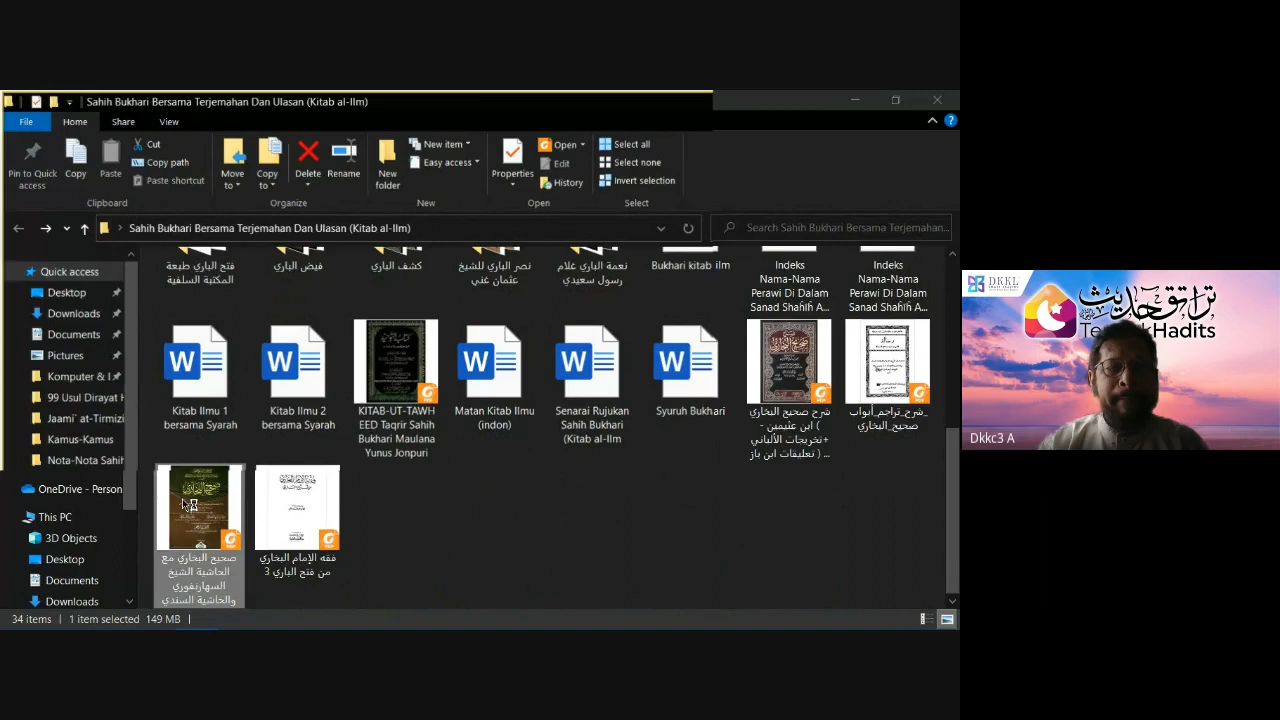 Sahih Bukhari Bersama Terjemahan Dan Ulasan (Kitab al-Ilm)
File
Home
Share
View
Pin to Quick
access
Copy
Paste
Cut
Copy path
Paste shortcut
Clipboard
Move
to
Copy
to
Delete
Rename
Organize
New
folder
New item
Easy access
New
Properties
Open
Edit
History
Open
Select all
Select none
Invert selection
Select
Sahih Bukhari Bersama Terjemahan Dan Ulasan (Kitab al-Ilm)
Search Sahih Bukhari Bersama Terjemahan...
Quick access
Desktop
Downloads
Documents
Pictures
Komputer & I
99 Usul Dirayat H
Jaami` at-Tirmizi
Kamus-Kamus
Nota-Nota Sahih
OneDrive - Person
This PC
3D Objects
Desktop
Documents
Downloads
فتح الباري طبعة
المكتبة السلفية
فيض الباري
كشف الباري
نصر الباري للشيخ
عثمان غني
نعمة الباري غلام
رسول سعيدي
Bukhari kitab ilm
Indeks
Nama-Nama
Perawi Di Dalam
Sanad Shahih A...
Indeks
Nama-Nama
Perawi Di Dalam
Sanad Shahih A...
Kitab Ilmu 1
bersama Syarah
Kitab Ilmu 2
bersama Syarah
KITAB-UT-TAWH
EED Taqrir Sahih
Bukhari Maulana
Yunus Jonpuri
Matan Kitab Ilmu
(indon)
Senarai Rujukan
Sahih Bukhari
(Kitab al-Ilm
Syuruh Bukhari
شرح صحيح البخاري
( ابن عثيمين -
+تخريجات الألباني
تعليقات ابن باز ) ...
_شرح_تراجم_أبواب
صحيح_البخاري
صحيح البخاري
صحيح البخاري مع
الحاشية الشيخ
السهارنفوري
والحاشية السندي
فقه الإمام البخاري
من فتح الباري 3
34 items
1 item selected
149 MB
DKKL
تراتق حديث
Hadits
Dkkc3 A